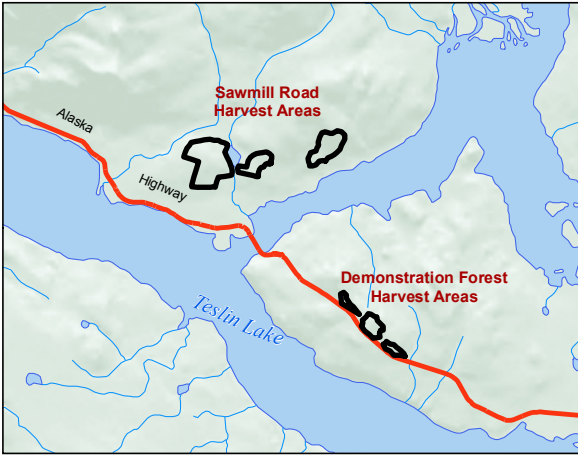 Sawmill Road
Harvest Areas
Alaska
Highway
Demonstration Forest
Harvest Areas
Teslin Lake